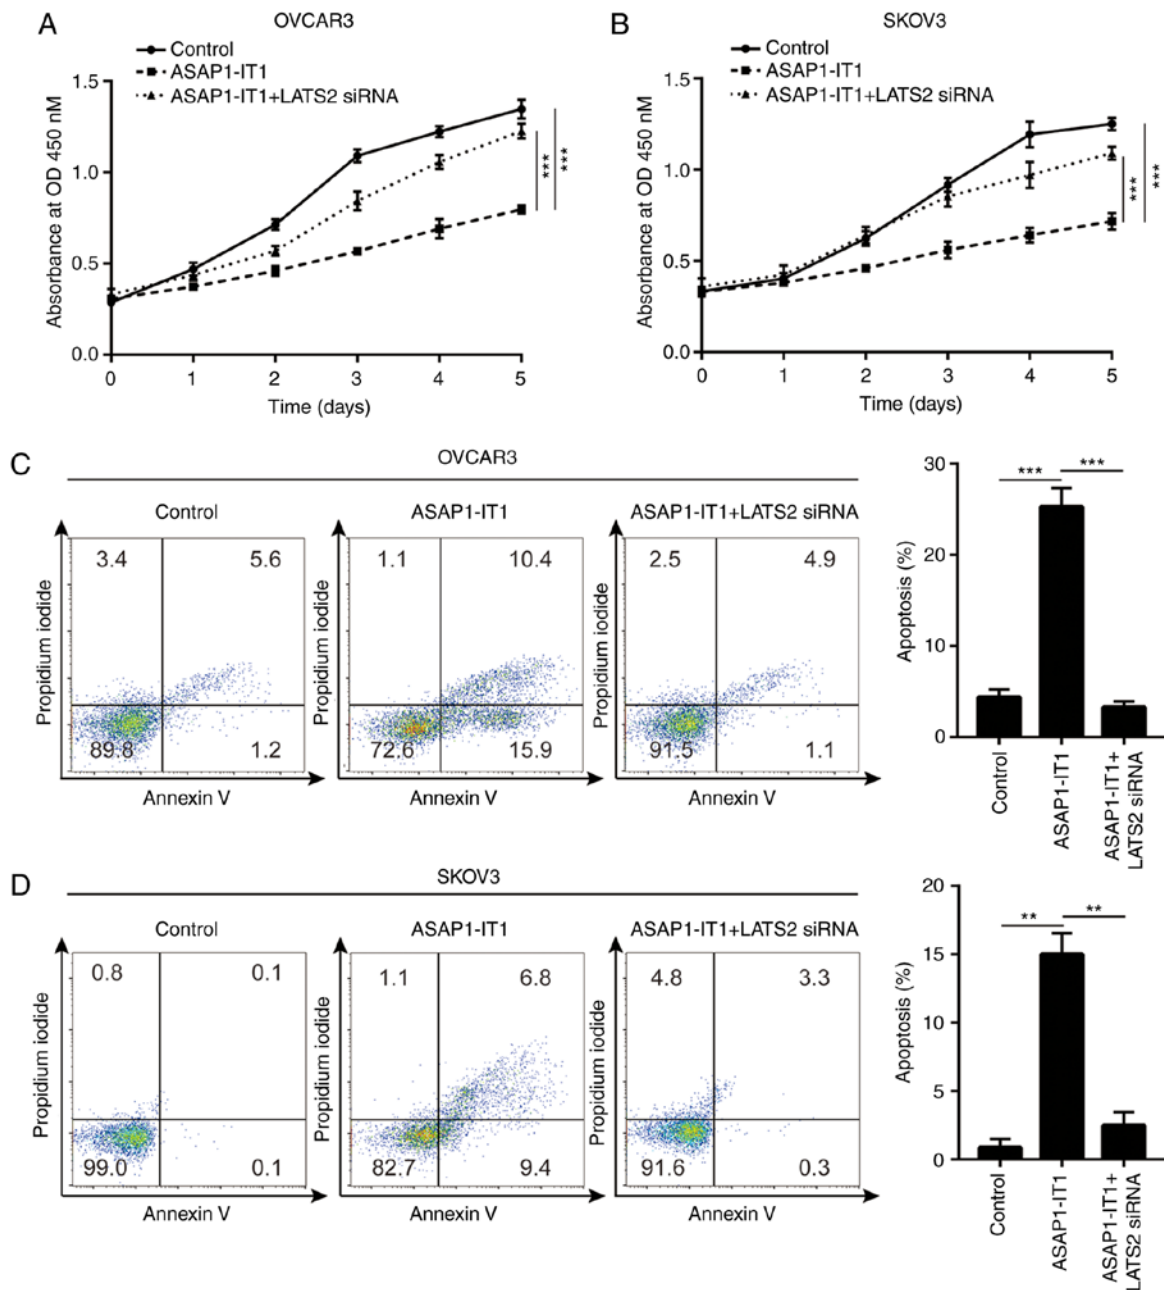 A
OVCAR3
Control
ASAP1-IT1
ASAP1-IT1+LATS2 siRNA
Absorbance at OD 450 nM
1.5
1.0
0.5
0.0
0 1 2 3 4 5
Time (days)
***
***
B
SKOV3
Control
ASAP1-IT1
ASAP1-IT1+LATS2 siRNA
Absorbance at OD 450 nM
1.5
1.0
0.5
0.0
0 1 2 3 4 5
Time (days)
***
***
C
OVCAR3
Control
Propidium iodide
3.4 5.6
89.8 1.2
Annexin V
ASAP1-IT1
Propidium iodide
1.1 10.4
72.6 15.9
Annexin V
ASAP1-IT1+LATS2 siRNA
Propidium iodide
2.5 4.9
91.5 1.1
Annexin V
Apoptosis (%)
30
20
10
0
*** ***
Control
ASAP1-IT1
ASAP1-IT1+
LATS2 siRNA
D
SKOV3
Control
Propidium iodide
0.8 0.1
99.0 0.1
Annexin V
ASAP1-IT1
Propidium iodide
1.1 6.8
82.7 9.4
Annexin V
ASAP1-IT1+LATS2 siRNA
Propidium iodide
4.8 3.3
91.6 0.3
Annexin V
Apoptosis (%)
20
15
10
5
0
** **
Control
ASAP1-IT1
ASAP1-IT1+
LATS2 siRNA